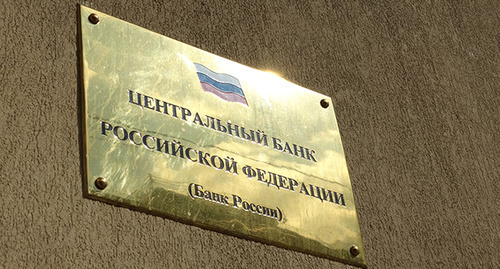 ЦЕНТРАЛЬНЫЙ БАНК
РОССИЙСКОЙ ФЕДЕРАЦИИ
(Банк России)